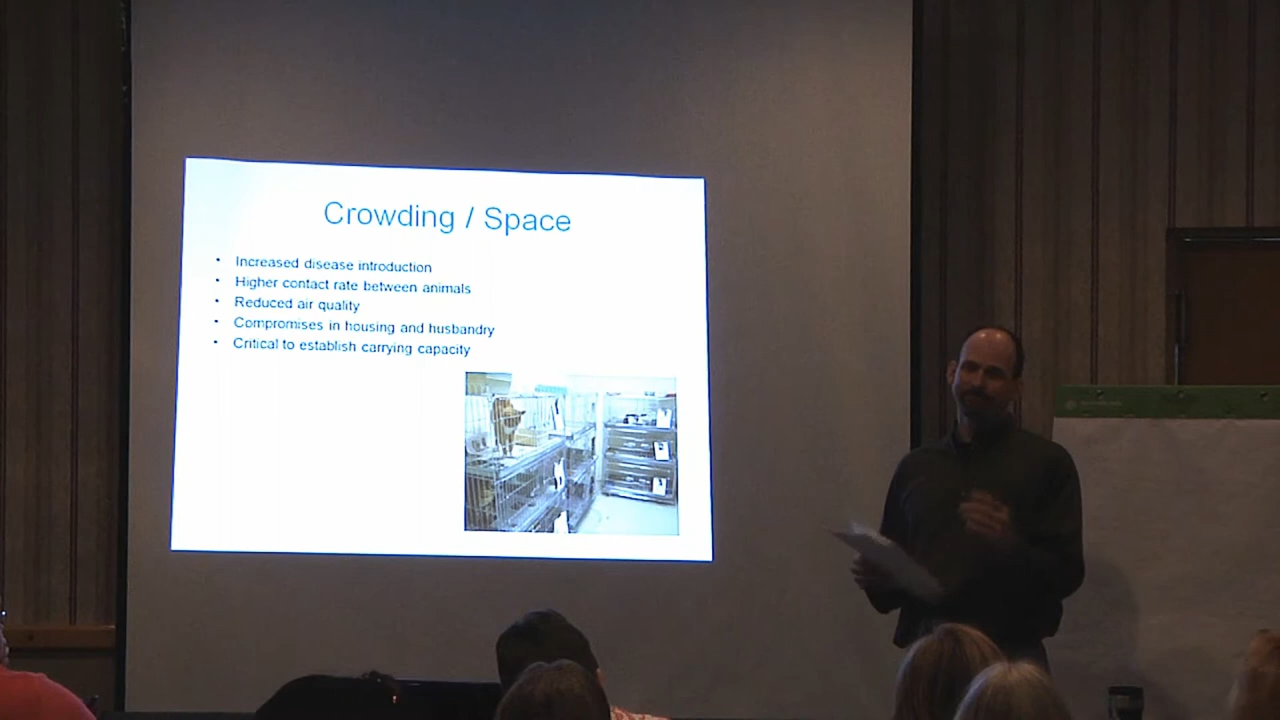 Crowding / Space
• Increased disease introduction
• Higher contact rate between animals
• Reduced air quality
• Compromises in housing and husbandry
• Critical to establish carrying capacity